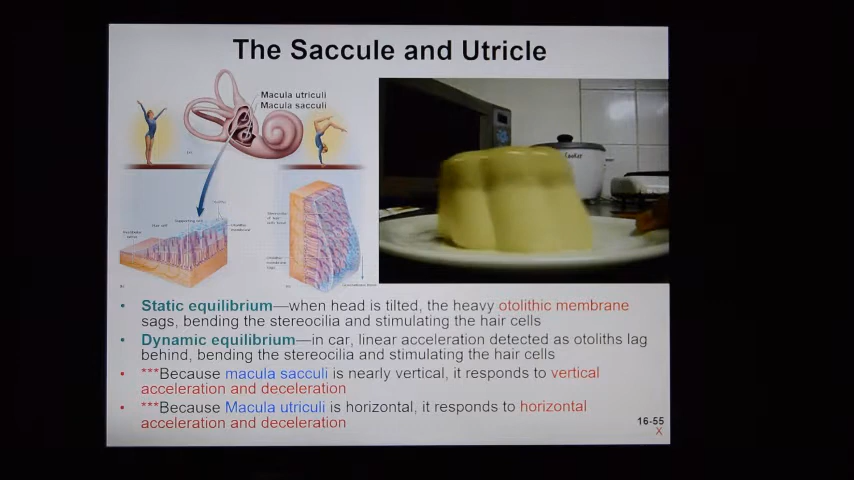 The Saccule and Utricle
Macula utriculi
Macula sacculi
Cooker
• Static equilibrium—when head is tilted, the heavy otolithic membrane
sags, bending the stereocilia and stimulating the hair cells
• Dynamic equilibrium—in car, linear acceleration detected as otoliths lag
behind, bending the stereocilia and stimulating the hair cells
• ***Because macula sacculi is nearly vertical, it responds to vertical
acceleration and deceleration
• ***Because Macula utriculi is horizontal, it responds to horizontal
acceleration and deceleration
16-55
X